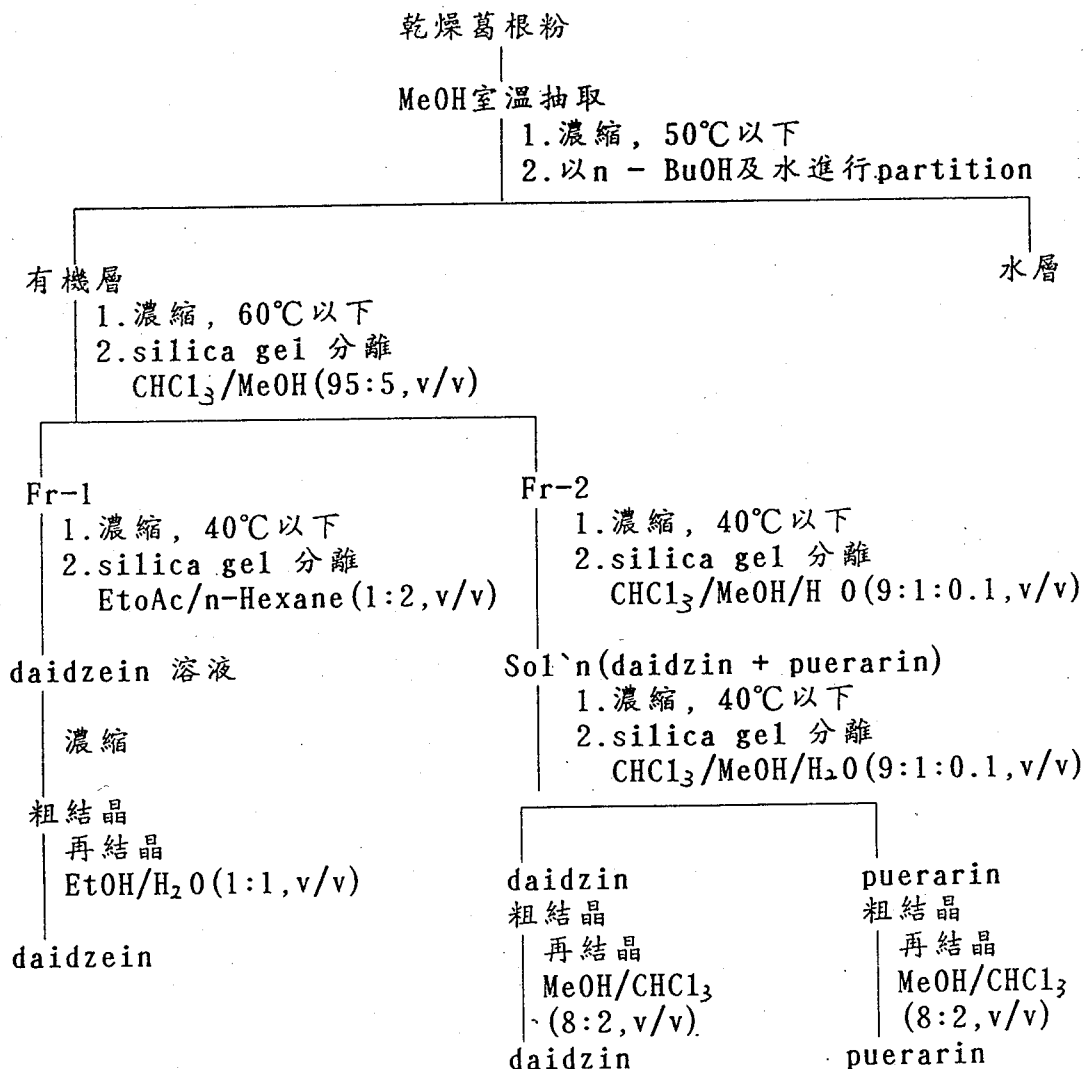 乾燥葛根粉
MeOH室溫抽取
1.濃縮, 50℃以下
2.以n - BuOH及水進行partition
有機層
水層
1.濃縮, 60℃以下
2.silica gel 分離
CHCl₃/MeOH(95:5,v/v)
Fr-1
1.濃縮, 40℃以下
2.silica gel 分離
EtoAc/n-Hexane(1:2,v/v)
daidzein 溶液
濃縮
粗結晶
再結晶
EtOH/H₂O(1:1,v/v)
daidzein
Fr-2
1.濃縮, 40℃以下
2.silica gel 分離
CHCl₃/MeOH/H O(9:1:0.1,v/v)
Sol`n(daidzin + puerarin)
1.濃縮, 40℃以下
2.silica gel 分離
CHCl₃/MeOH/H₂O(9:1:0.1,v/v)
daidzin
粗結晶
再結晶
MeOH/CHCl₃
(8:2,v/v)
daidzin
puerarin
粗結晶
再結晶
MeOH/CHCl₃
(8:2,v/v)
puerarin